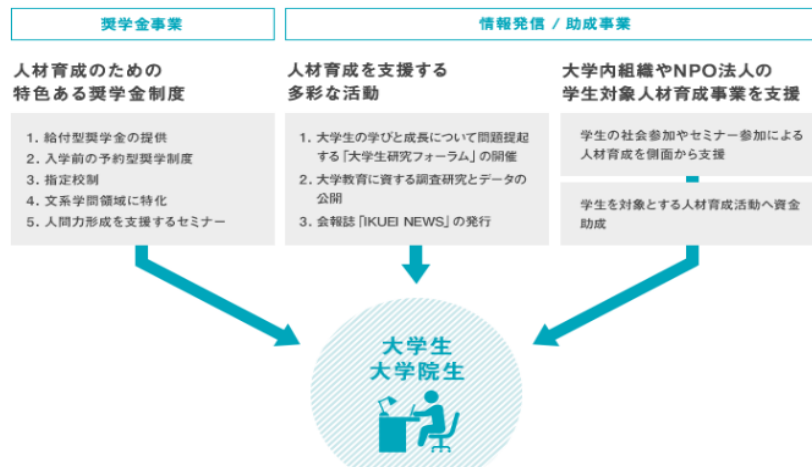 奨学金事業
情報発信 / 助成事業
人材育成のための
特色ある奨学金制度
1. 給付型奨学金の提供
2. 入学前の予約型奨学制度
3. 指定校制
4. 文系学問領域に特化
5. 人間力形成を支援するセミナー
人材育成を支援する
多彩な活動
1. 大学生の学びと成長について問題提起
する「大学生研究フォーラム」の開催
2. 大学教育に資する調査研究とデータの
公開
3. 会報誌「IKUEI NEWS」の発行
大学内組織やNPO法人の
学生対象人材育成事業を支援
学生の社会参加やセミナー参加による
人材育成を側面から支援
学生を対象とする人材育成活動へ資金
助成
大学生
大学院生